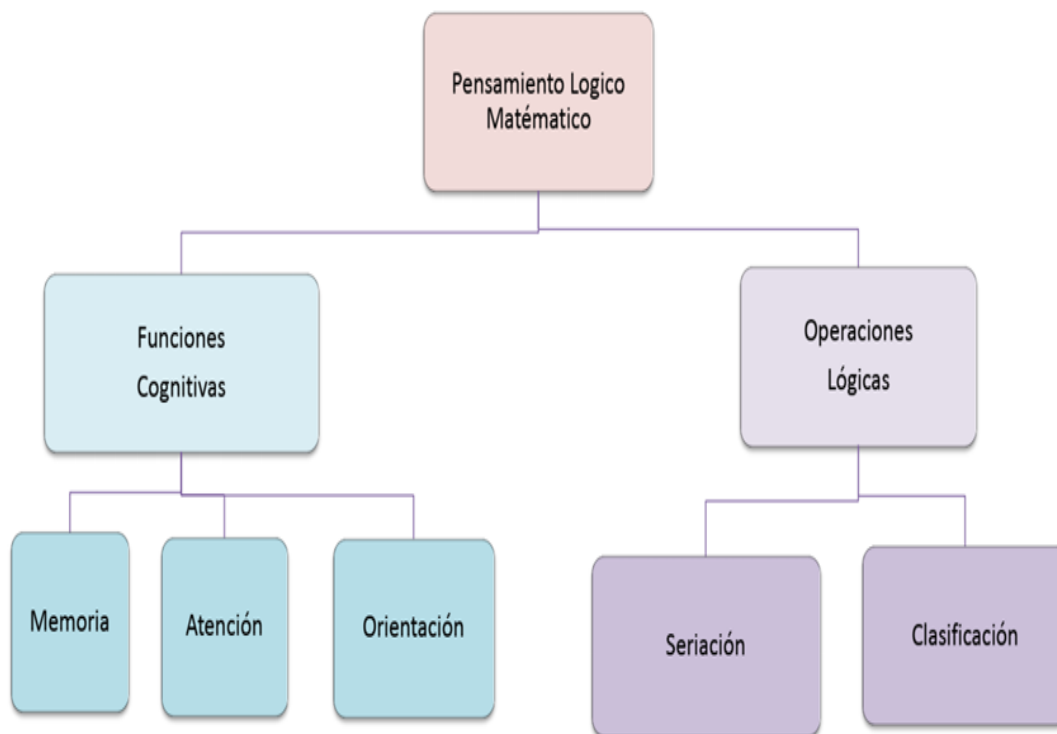 Pensamiento Logico
Matématico
Funciones
Cognitivas
Operaciones
Lógicas
Memoria
Atención
Orientación
Seriación
Clasificación